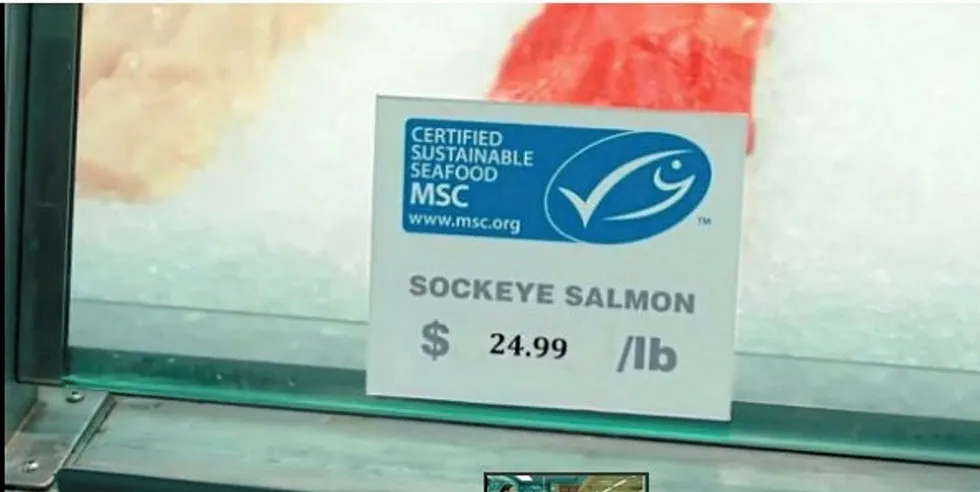 CERTIFIED
SUSTAINABLE
SEAFOOD
MSC
www.msc.org
TM
SOCKEYE SALMON
$ 24.99 /lb